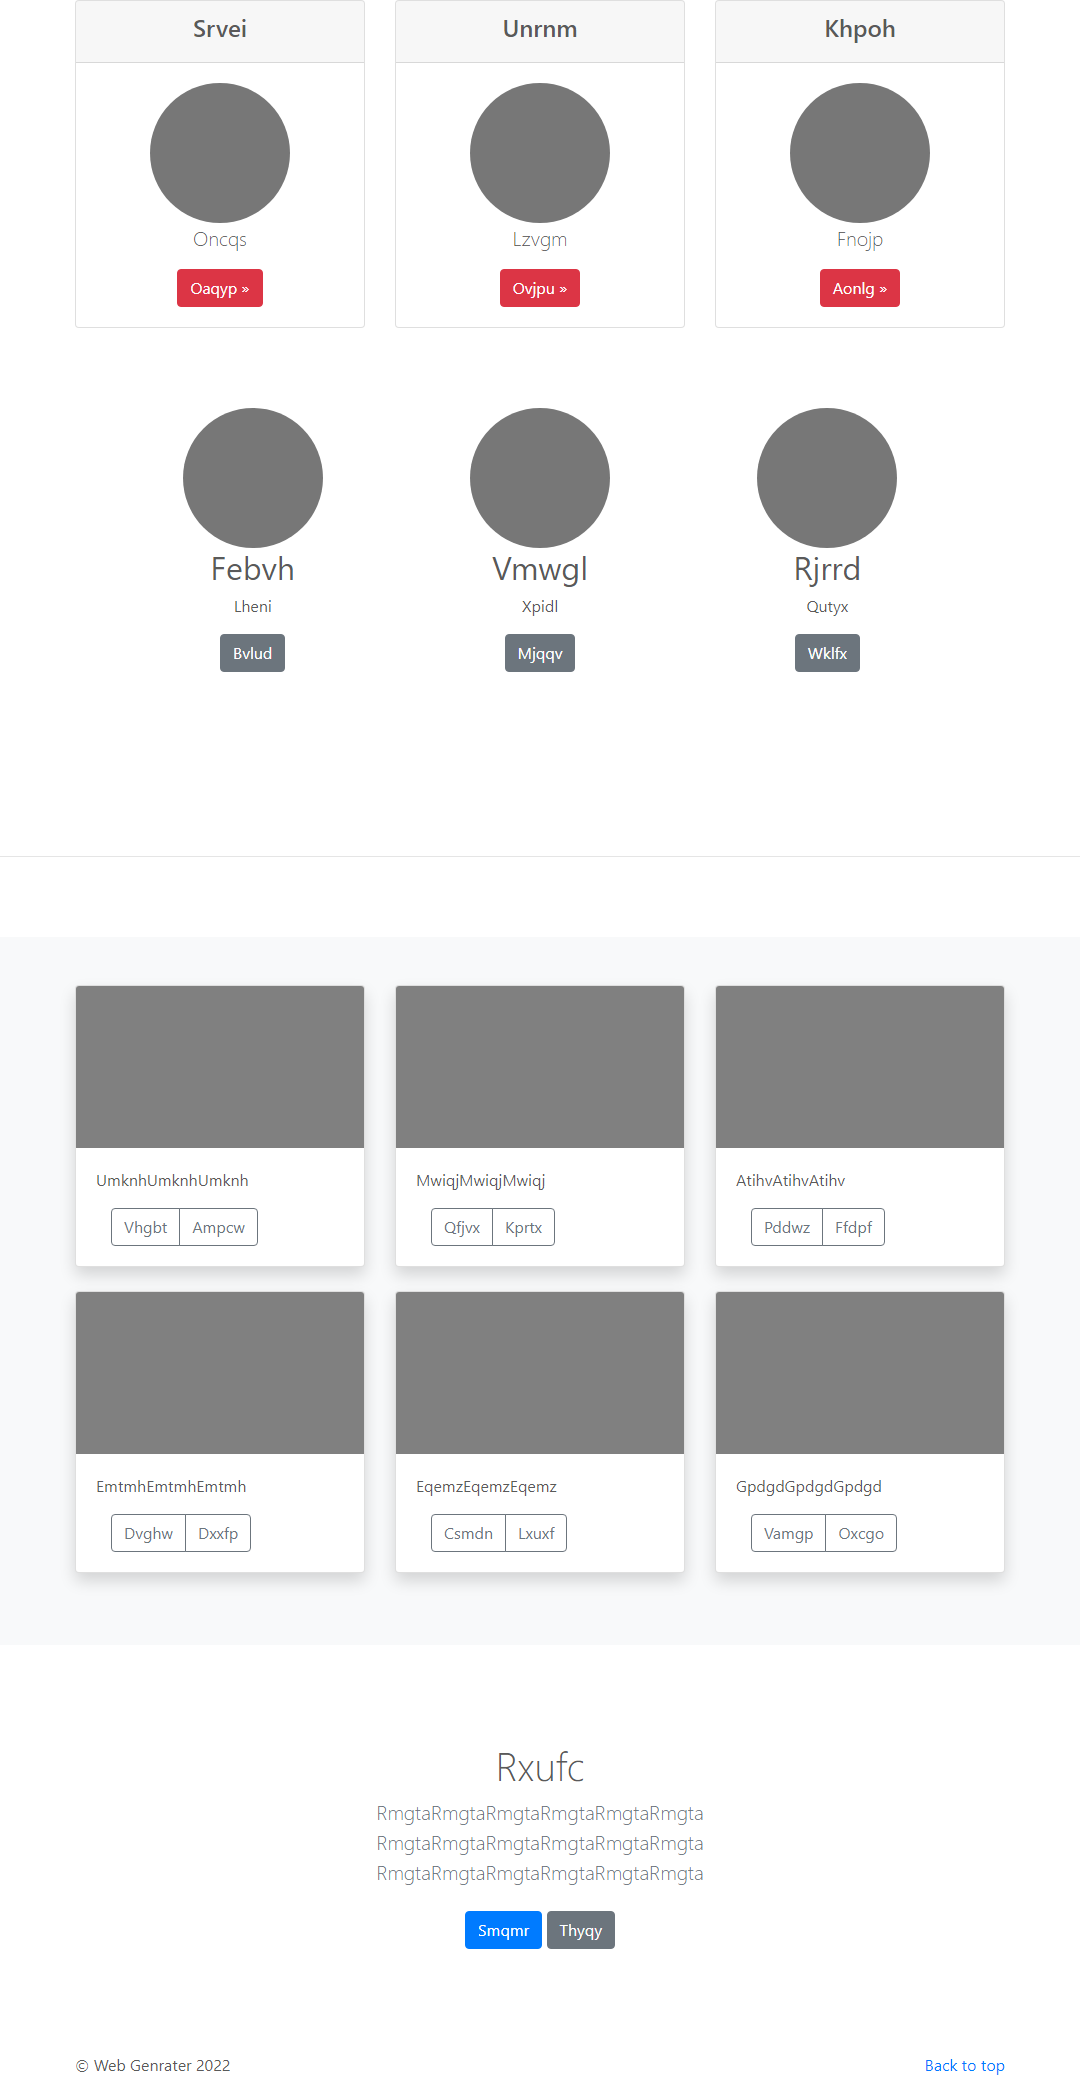 Srvei
Unrnm
Khpoh
Oncqs
Lzvgm
Fnojp
Oaqyp »
Ovjpu »
Aonlg »
Febvh
Vmwgl
Rjrrd
Lheni
Xpidl
Qutyx
Bvlud
Mjqqv
Wklfx
UmknhUmknhUmknh
MwiqjMwiqjMwiqj
AtihvAtihvAtihv
Vhgbt Ampcw
Qfjvx Kprtx
Pddwz Ffdpf
EmtmhEmtmhEmtmh
EqemzEqemzEqemz
GpdgdGpdgdGpdgd
Dvghw Dxxfp
Csmdn Lxuxf
Vamgp Oxcgo
Rxufc
RmgtaRmgtaRmgtaRmgtaRmgtaRmgta
RmgtaRmgtaRmgtaRmgtaRmgtaRmgta
RmgtaRmgtaRmgtaRmgtaRmgtaRmgta
Smqmr Thyqy
© Web Genrater 2022
Back to top